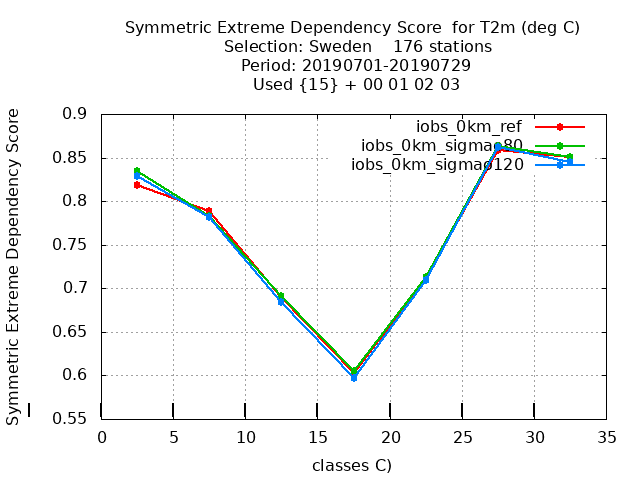 Symmetric Extreme Dependency Score for T2m (deg C)
Selection: Sweden 176 stations
Period: 20190701-20190729
Used {15} + 00 01 02 03
Symmetric Extreme Dependency Score
0.9
0.85
0.8
0.75
0.7
0.65
0.6
0.55
iobs_0km_ref
iobs_0km_sigmao80
iobs_0km_sigmao120
0 5 10 15 20 25 30 35
classes C)